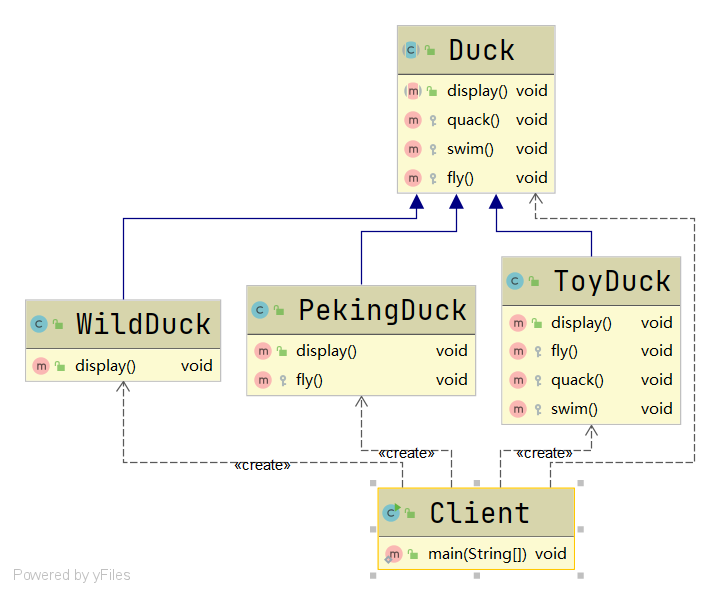 Duck
display() void
quack() void
swim() void
fly() void
WildDuck
display() void
PekingDuck
display() void
fly() void
ToyDuck
display() void
fly() void
quack() void
swim() void
«create»
«create»
«create»
Client
main(String[]) void
Powered by yFiles